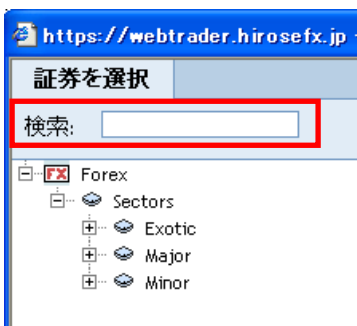 https://webtrader.hirosefx.jp -
証券を選択
検索:
FX Forex
Sectors
Exotic
Major
Minor